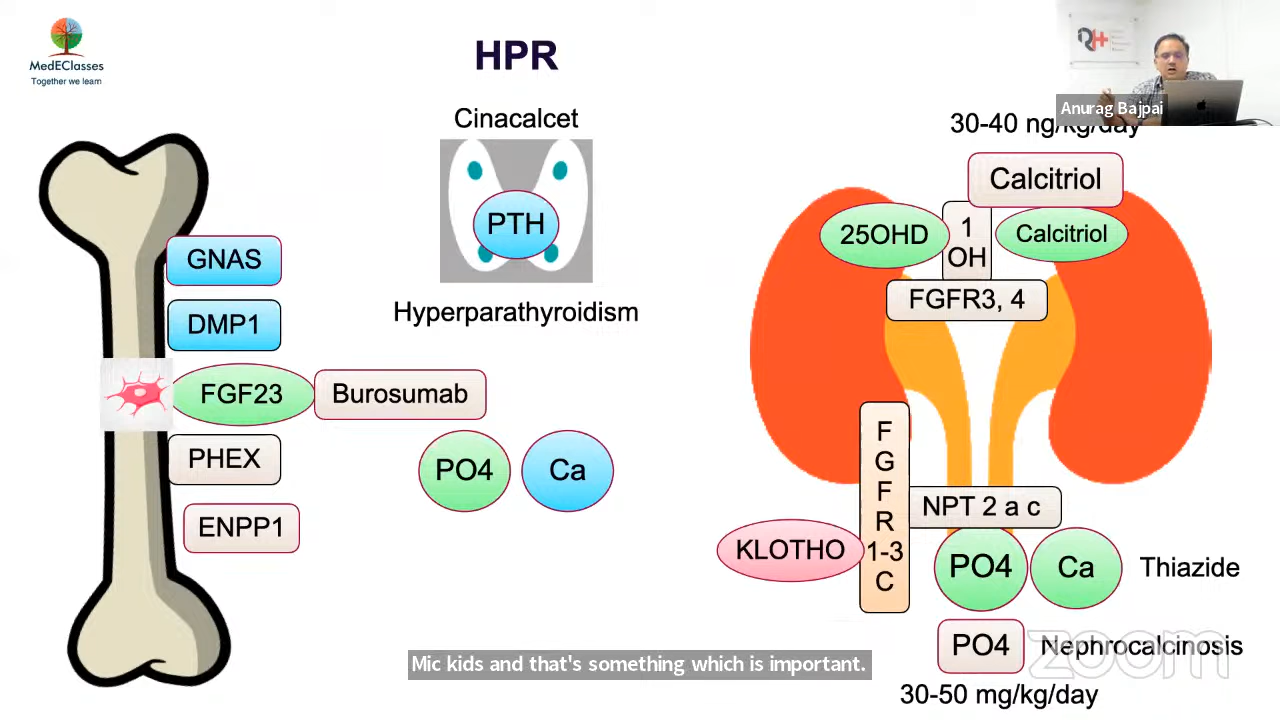 MedEClasses
Together we learn
HPR
Anurag Bajpai
30-40 ng/kg/day
Cinacalcet
Calcitriol
PTH
25OHD
1
OH
Calcitriol
GNAS
FGFR3, 4
Hyperparathyroidism
DMP1
FGF23
Burosumab
PHEX
PO4
Ca
F
G
F
R
1-3
C
NPT 2 a c
ENPP1
KLOTHO
PO4
Ca
Thiazide
PO4
Nephrocalcinosis
zoom
Mic kids and that's something which is important.
30-50 mg/kg/day